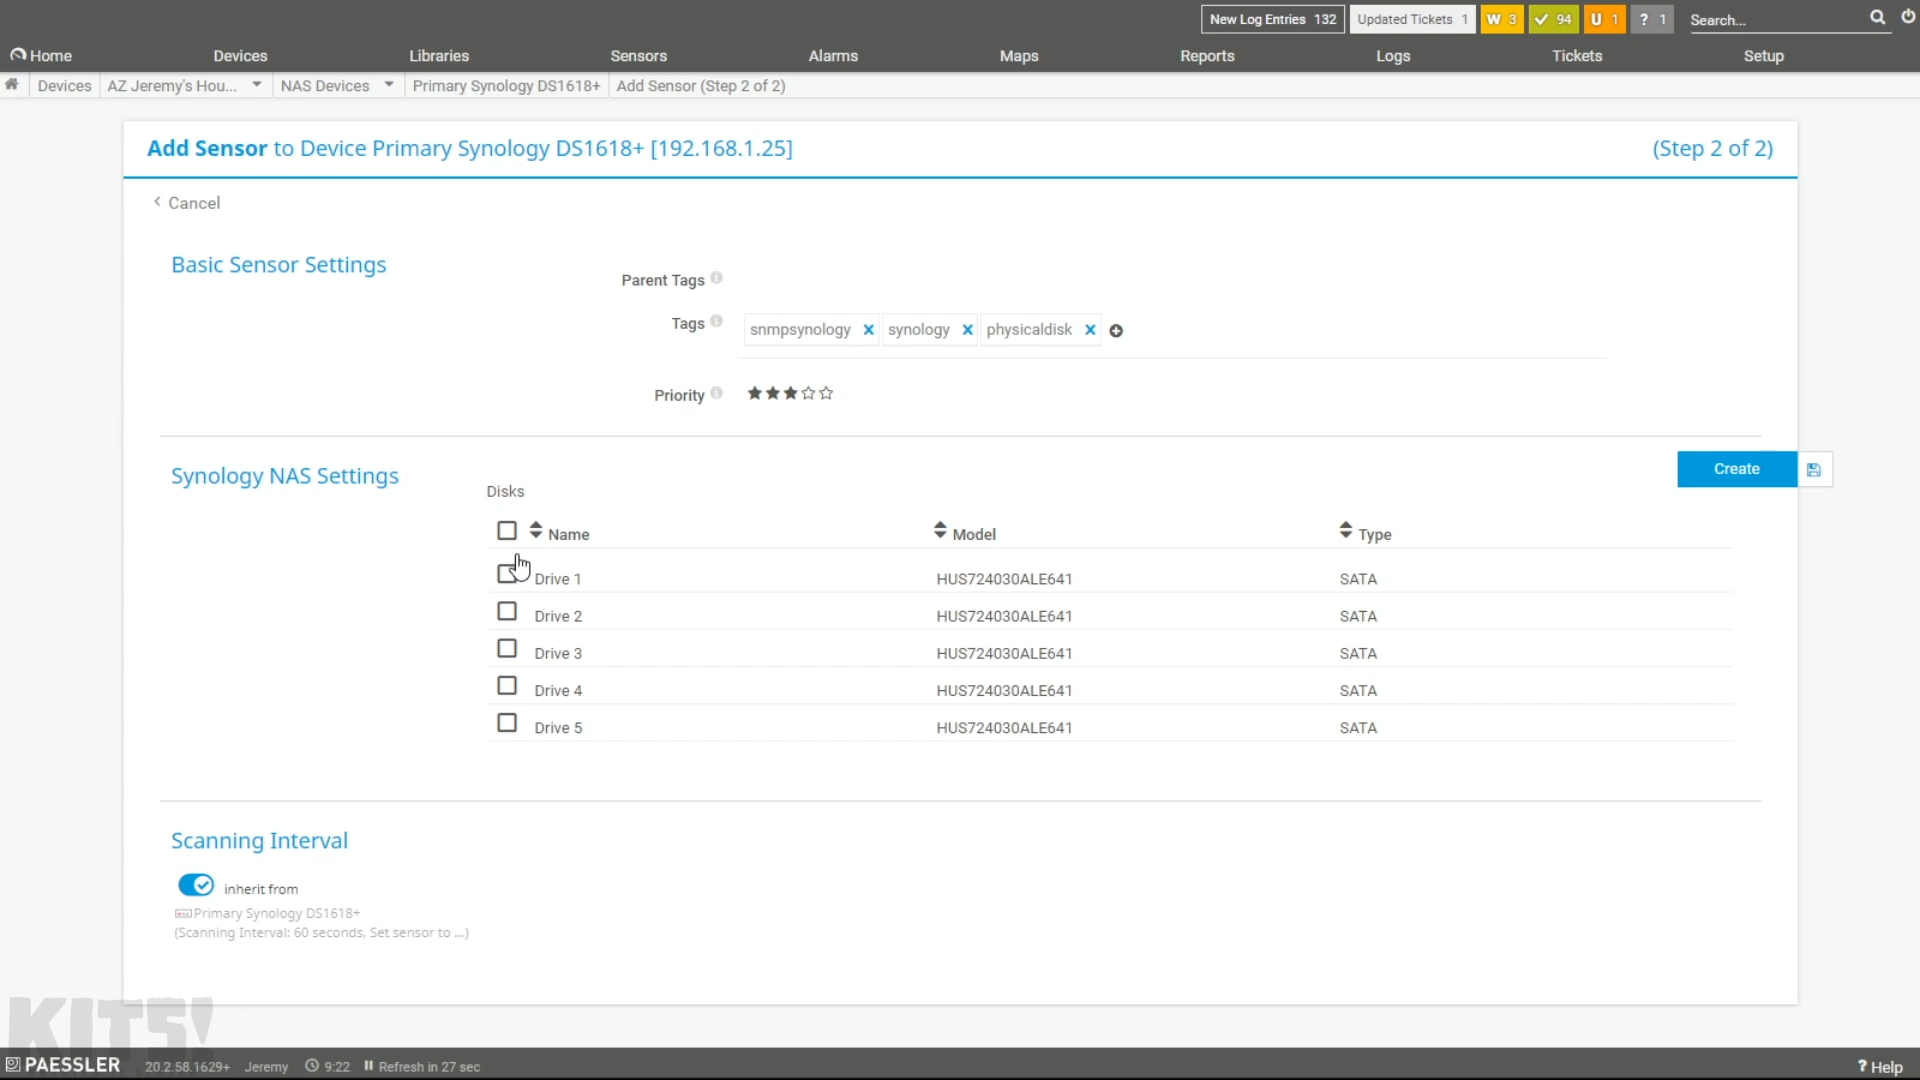 New Log Entries 132 Updated Tickets 1 W 3 94 U 1 ? 1 Search...
Home Devices Libraries Sensors Alarms Maps Reports Logs Tickets Setup
Devices AZ Jeremy's Hou... NAS Devices Primary Synology DS1618+ Add Sensor (Step 2 of 2)
Add Sensor to Device Primary Synology DS1618+ [192.168.1.25] (Step 2 of 2)
Cancel
Basic Sensor Settings
Parent Tags
Tags snmpsynology synology physicaldisk
Priority
Synology NAS Settings
Create
Disks
Name Model Type
Drive 1 HUS724030ALE641 SATA
Drive 2 HUS724030ALE641 SATA
Drive 3 HUS724030ALE641 SATA
Drive 4 HUS724030ALE641 SATA
Drive 5 HUS724030ALE641 SATA
Scanning Interval
inherit from
Primary Synology DS1618+
(Scanning Interval: 60 seconds, Set sensor to ...)
KITS!
PAESSLER 20.2.58.1629+ Jeremy 9:22 Refresh in 27 sec ? Help